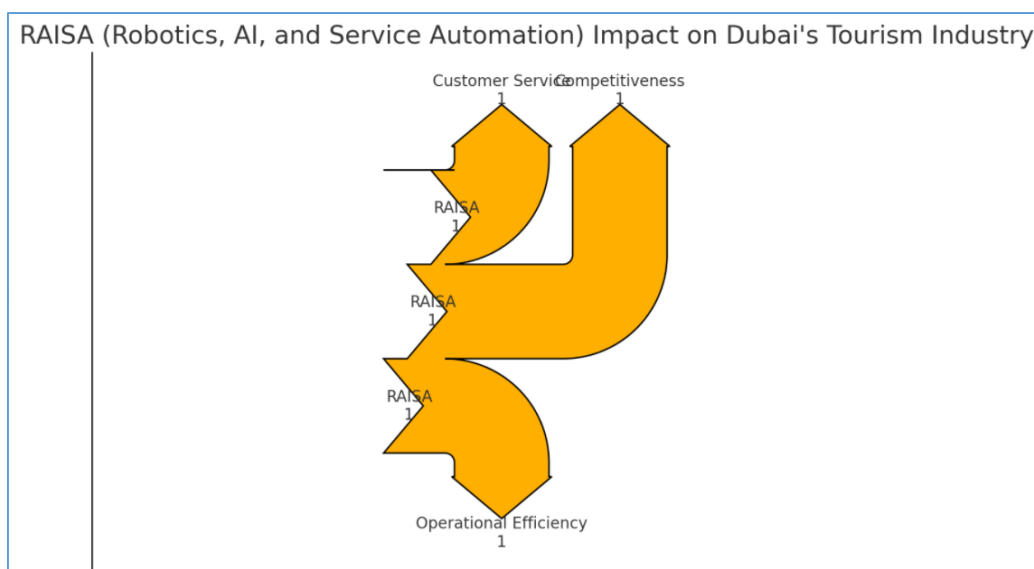 RAISA (Robotics, AI, and Service Automation) Impact on Dubai's Tourism Industry
Customer Service
1
Competitiveness
1
RAISA
1
RAISA
1
RAISA
1
Operational Efficiency
1